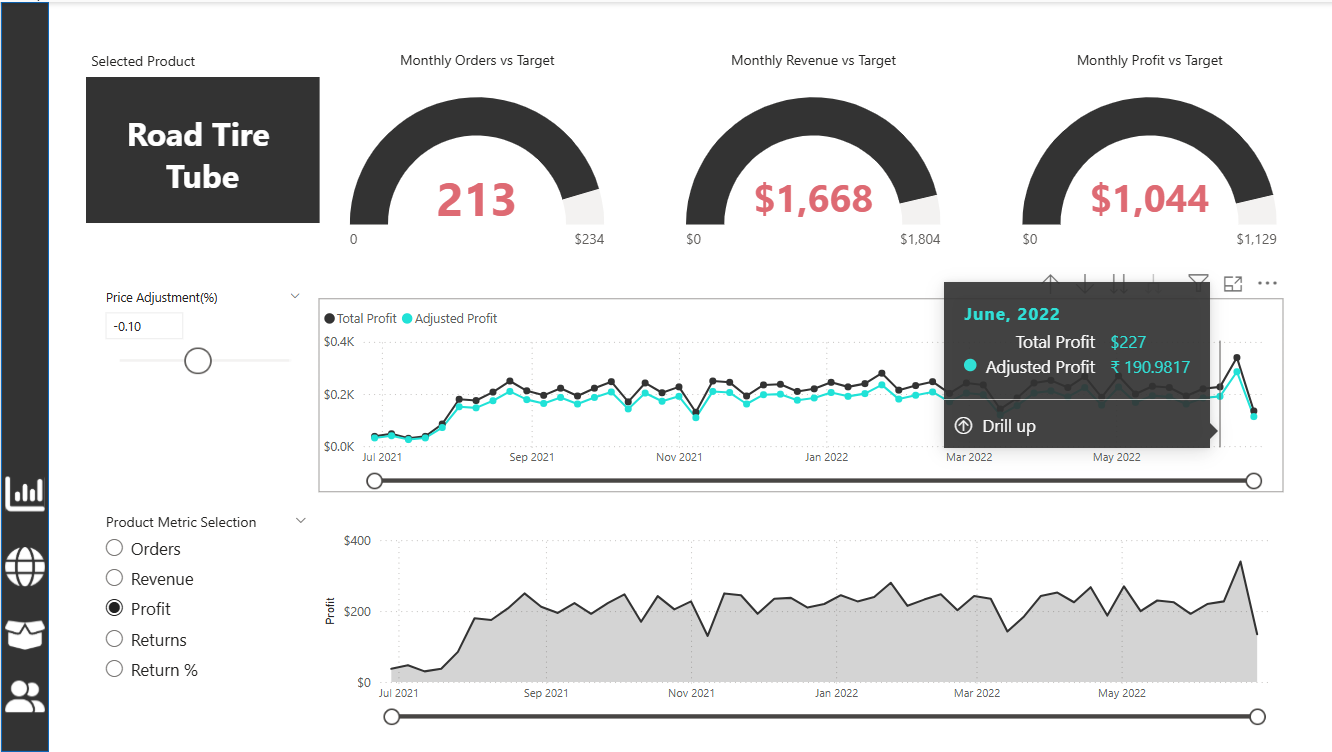 Selected Product
Road Tire
Tube
Monthly Orders vs Target
213
0
$234
Monthly Revenue vs Target
$1,668
$0
$1,804
Monthly Profit vs Target
$1,044
$0
$1,129
Price Adjustment(%)
-0.10
Total Profit Adjusted Profit
$0.4K
$0.2K
$0.0K
Jul 2021 Sep 2021 Nov 2021 Jan 2022 Mar 2022 May 2022
June, 2022
Total Profit $227
Adjusted Profit ₹ 190.9817
Drill up
Product Metric Selection
Orders
Revenue
Profit
Returns
Return %
Profit
$400
$200
$0
Jul 2021 Sep 2021 Nov 2021 Jan 2022 Mar 2022 May 2022